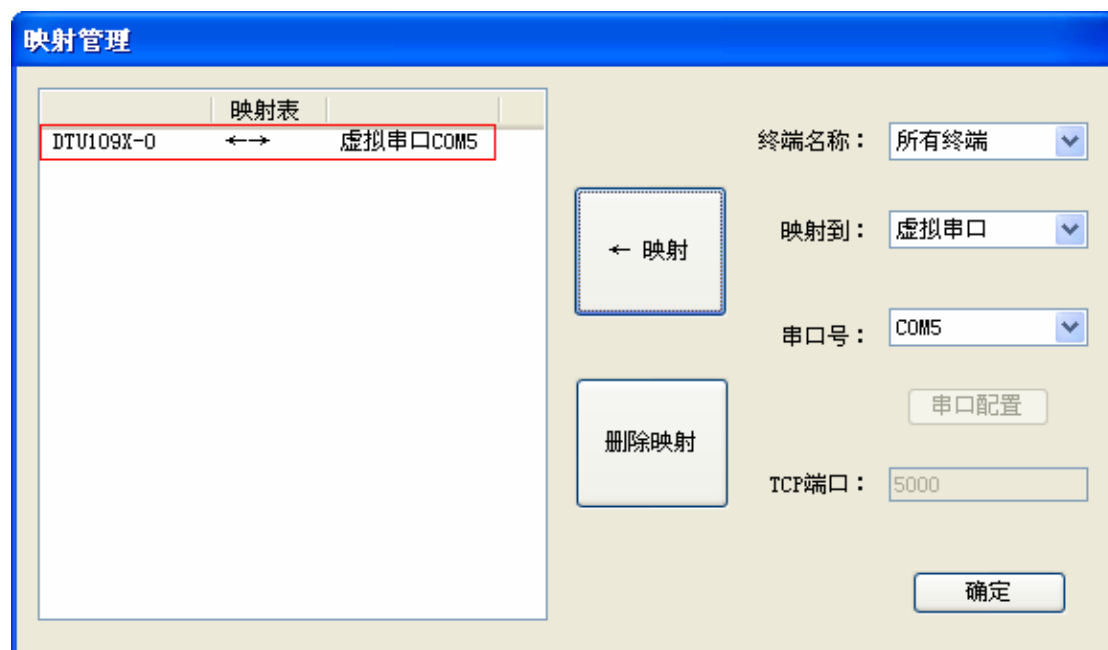 映射管理
映射表
DTU109X-0 ←→ 虚拟串口COM5
终端名称： 所有终端
← 映射
映射到： 虚拟串口
串口号： COM5
串口配置
删除映射
TCP端口： 5000
确定